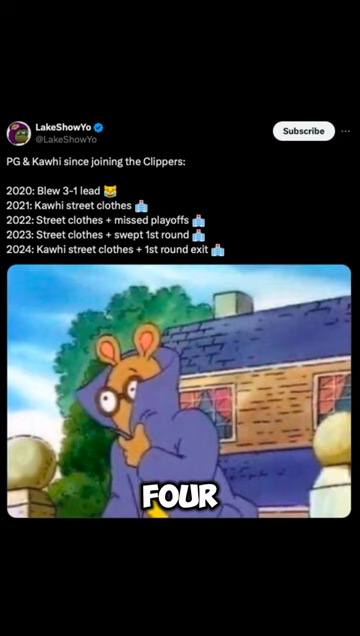 LakeShowYo
@LakeShowYo
Subscribe
PG & Kawhi since joining the Clippers:
2020: Blew 3-1 lead 😹
2021: Kawhi street clothes 🏥
2022: Street clothes + missed playoffs 🏥
2023: Street clothes + swept 1st round 🏥
2024: Kawhi street clothes + 1st round exit 🏥
FOUR